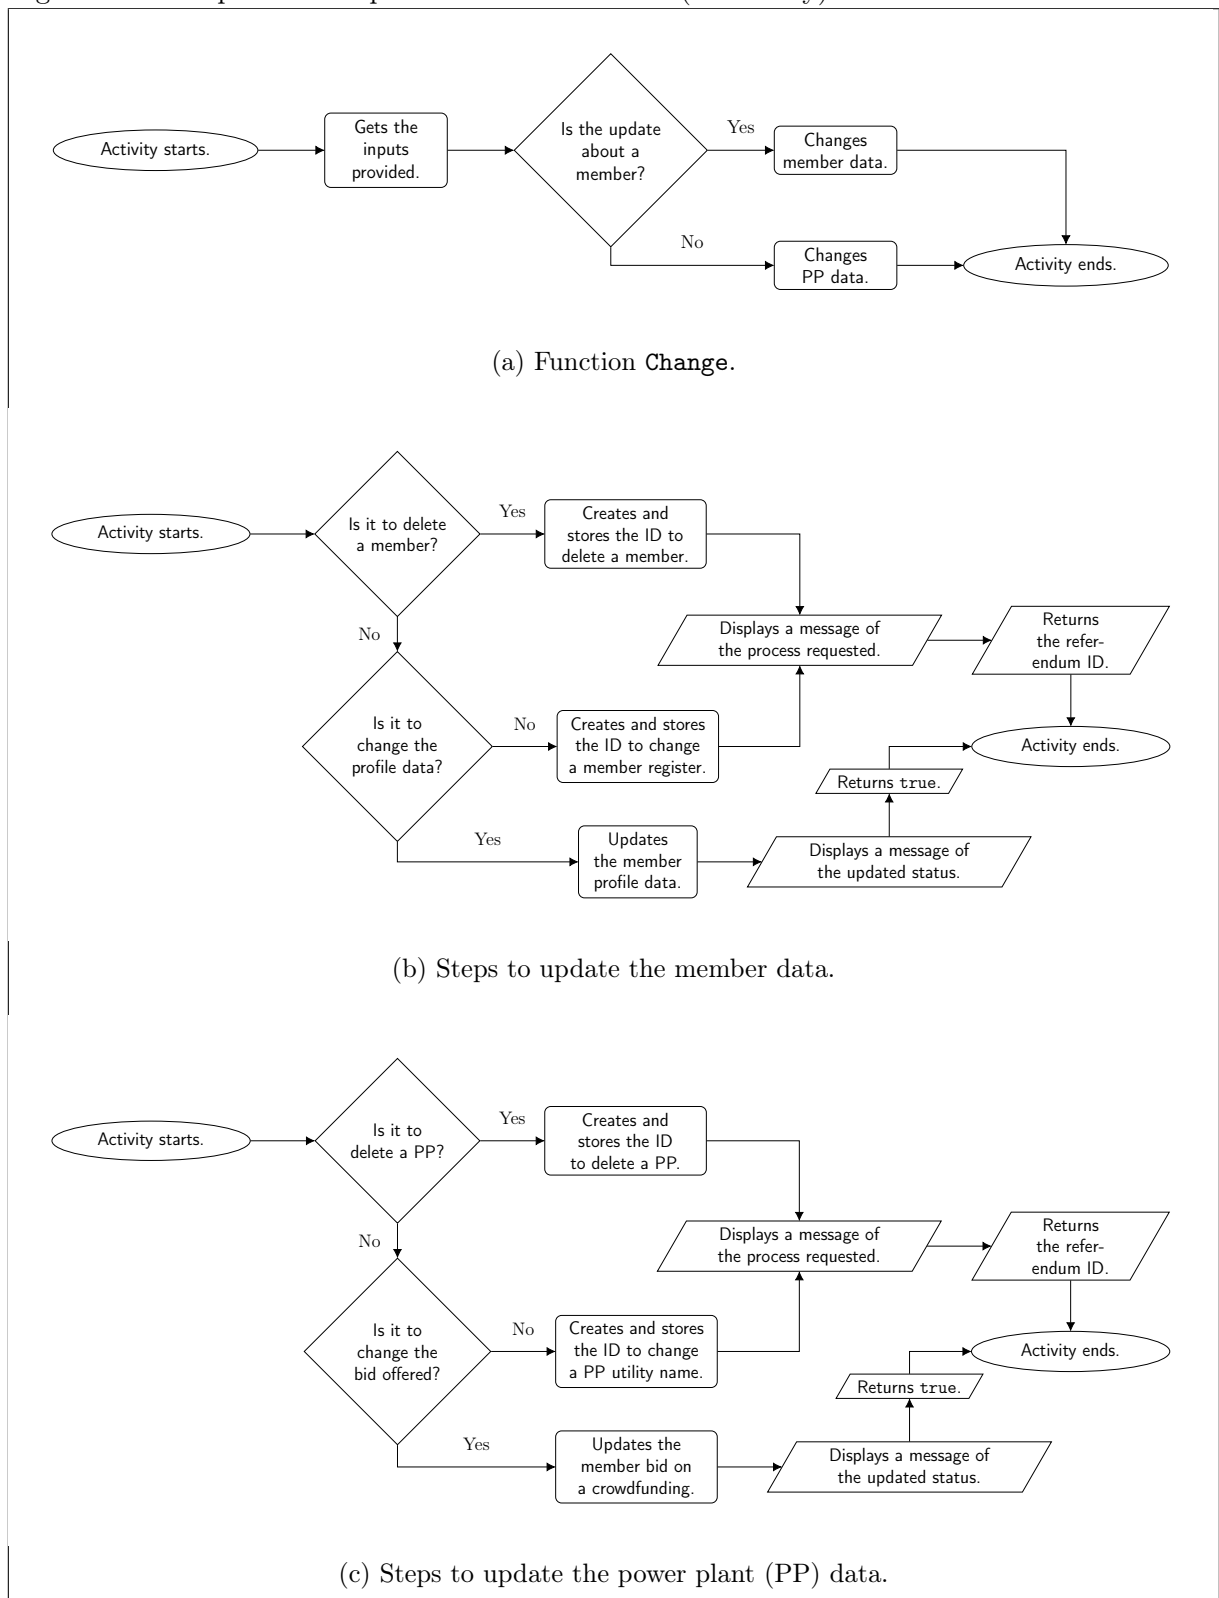 Activity starts.
Gets the
inputs
provided.
Is the update
about a
member?
Yes
Changes
member data.
No
Changes
PP data.
Activity ends.
(a) Function Change.
Activity starts.
Is it to delete
a member?
Yes
Creates and
stores the ID to
delete a member.
No
Displays a message of
the process requested.
Returns
the refer-
endum ID.
Is it to
change the
profile data?
No
Creates and stores
the ID to change
a member register.
Activity ends.
Returns true.
Yes
Updates
the member
profile data.
Displays a message of
the updated status.
(b) Steps to update the member data.
Activity starts.
Is it to
delete a PP?
Yes
Creates and
stores the ID
to delete a PP.
No
Displays a message of
the process requested.
Returns
the refer-
endum ID.
Is it to
change the
bid offered?
No
Creates and stores
the ID to change
a PP utility name.
Activity ends.
Returns true.
Yes
Updates the
member bid on
a crowdfunding.
Displays a message of
the updated status.
(c) Steps to update the power plant (PP) data.